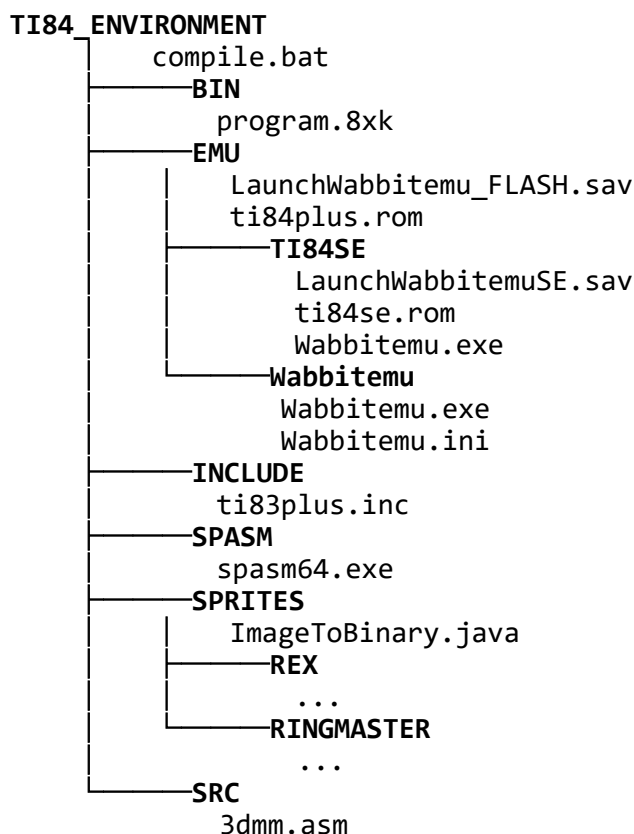 TI84_ENVIRONMENT
compile.bat
BIN
program.8xk
EMU
LaunchWabbitemu_FLASH.sav
ti84plus.rom
TI84SE
LaunchWabbitemuSE.sav
ti84se.rom
Wabbitemu.exe
Wabbitemu
Wabbitemu.exe
Wabbitemu.ini
INCLUDE
ti83plus.inc
SPASM
spasm64.exe
SPRITES
ImageToBinary.java
REX
...
RINGMASTER
...
SRC
3dmm.asm